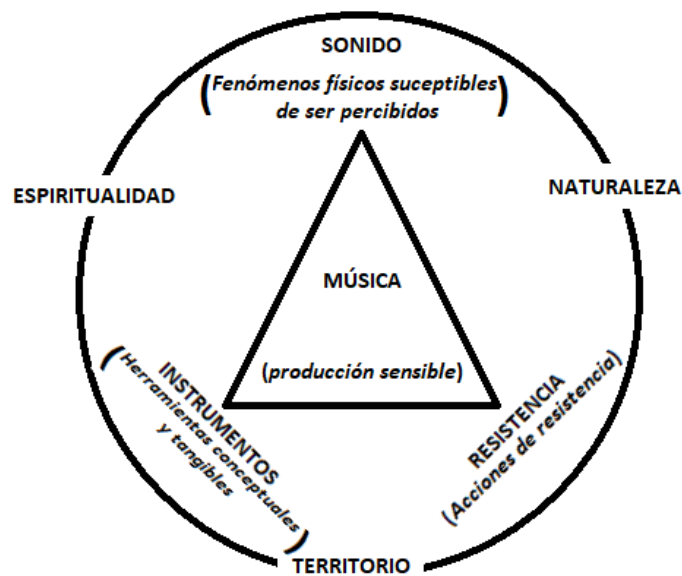 SONIDO
(Fenómenos físicos suceptibles
de ser percibidos)
ESPIRITUALIDAD
NATURALEZA
MÚSICA
(producción sensible)
INSTRUMENTOS
(Herramientas conceptuales
y tangibles)
RESISTENCIA
(Acciones de resistencia)
TERRITORIO